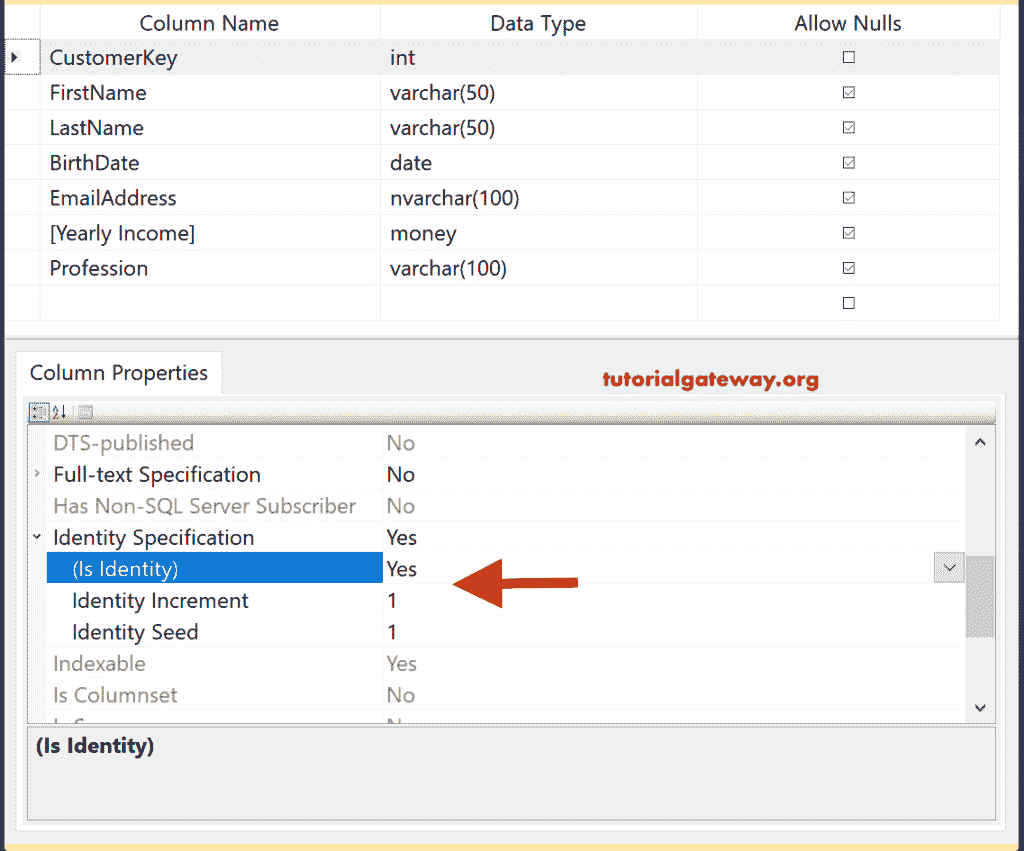 Column Name Data Type Allow Nulls
CustomerKey int
FirstName varchar(50)
LastName varchar(50)
BirthDate date
EmailAddress nvarchar(100)
[Yearly Income] money
Profession varchar(100)
Column Properties
tutorialgateway.org
DTS-published No
Full-text Specification No
Has Non-SQL Server Subscriber No
Identity Specification Yes
(Is Identity) Yes
Identity Increment 1
Identity Seed 1
Indexable Yes
Is Columnset No
(Is Identity)